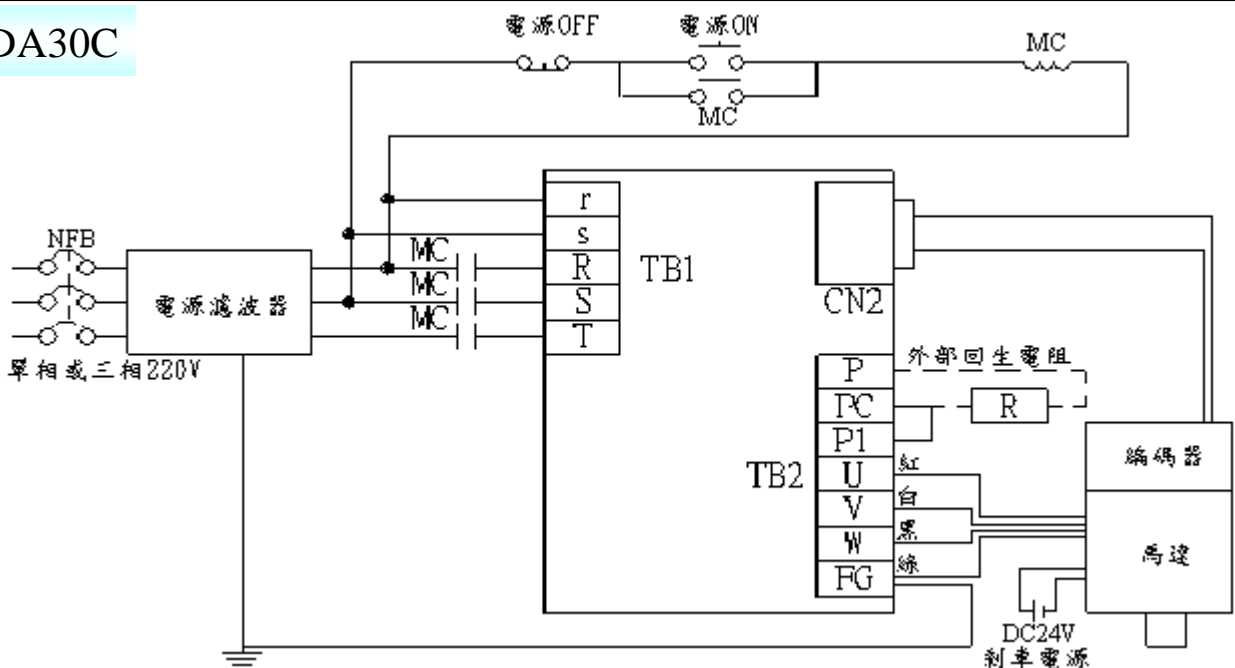 DA30C
電源OFF
電源ON
MC
MC
NFB
電源濾波器
單相或三相220V
MC
MC
MC
r
s
R
S
T
TB1
CN2
TB2
P
PC
P1
U
V
W
FG
外部回生電阻
R
紅
白
黑
綠
編碼器
馬達
DC24V
剎車電源